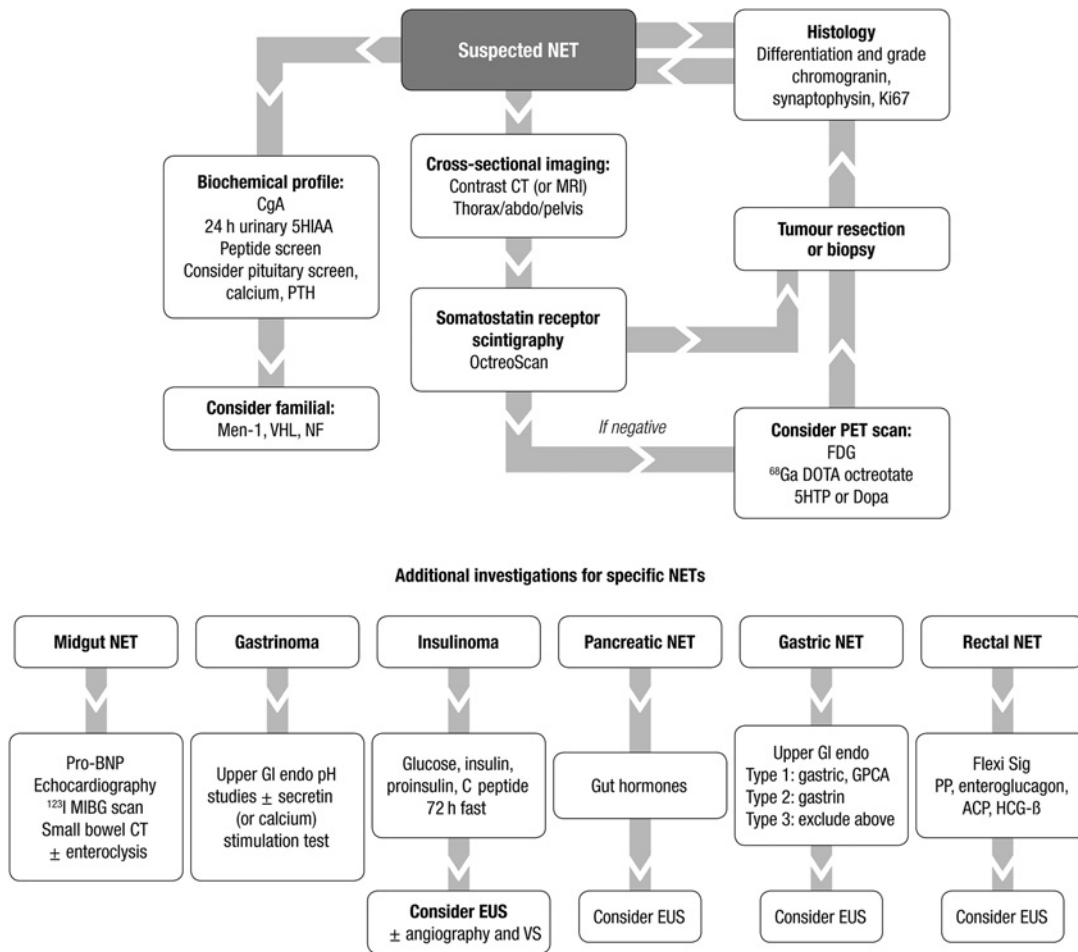 Suspected NET
Histology
Differentiation and grade
chromogranin,
synaptophysin, Ki67
Biochemical profile:
CgA
24 h urinary 5HIAA
Peptide screen
Consider pituitary screen,
calcium, PTH
Cross-sectional imaging:
Contrast CT (or MRI)
Thorax/abdo/pelvis
Tumour resection
or biopsy
Somatostatin receptor
scintigraphy
OctreoScan
Consider familial:
Men-1, VHL, NF
If negative
Consider PET scan:
FDG
⁶⁸Ga DOTA octreotate
5HTP or Dopa
Additional investigations for specific NETs
Midgut NET
Pro-BNP
Echocardiography
¹²³I MIBG scan
Small bowel CT
± enteroclysis
Gastrinoma
Upper GI endo pH
studies ± secretin
(or calcium)
stimulation test
Insulinoma
Glucose, insulin,
proinsulin, C peptide
72 h fast
Consider EUS
± angiography and VS
Pancreatic NET
Gut hormones
Consider EUS
Gastric NET
Upper GI endo
Type 1: gastric, GPCA
Type 2: gastrin
Type 3: exclude above
Consider EUS
Rectal NET
Flexi Sig
PP, enteroglucagon,
ACP, HCG-ß
Consider EUS